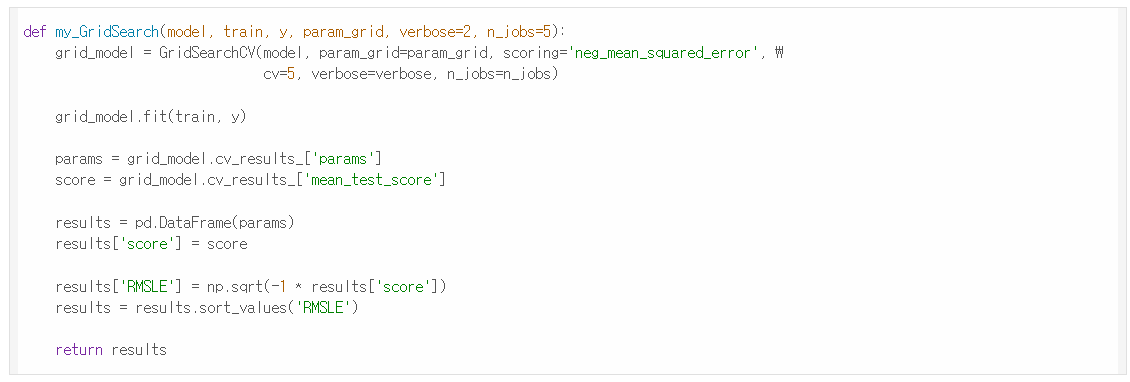 def my_GridSearch(model, train, y, param_grid, verbose=2, n_jobs=5):
    grid_model = GridSearchCV(model, param_grid=param_grid, scoring='neg_mean_squared_error', ₩
                              cv=5, verbose=verbose, n_jobs=n_jobs)
    grid_model.fit(train, y)
    params = grid_model.cv_results_['params']
    score = grid_model.cv_results_['mean_test_score']
    results = pd.DataFrame(params)
    results['score'] = score
    results['RMSLE'] = np.sqrt(-1 * results['score'])
    results = results.sort_values('RMSLE')
    return results